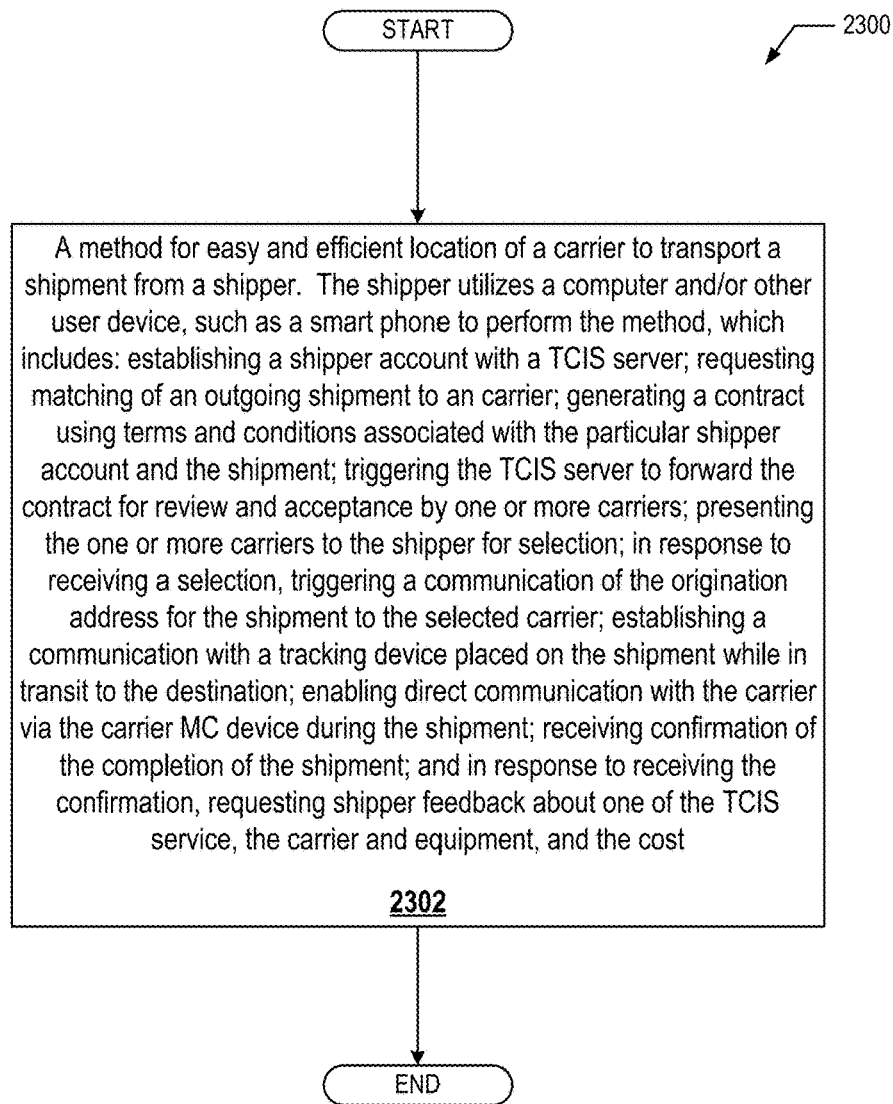 START
2300
A method for easy and efficient location of a carrier to transport a
shipment from a shipper. The shipper utilizes a computer and/or other
user device, such as a smart phone to perform the method, which
includes: establishing a shipper account with a TCIS server; requesting
matching of an outgoing shipment to an carrier; generating a contract
using terms and conditions associated with the particular shipper
account and the shipment; triggering the TCIS server to forward the
contract for review and acceptance by one or more carriers; presenting
the one or more carriers to the shipper for selection; in response to
receiving a selection, triggering a communication of the origination
address for the shipment to the selected carrier; establishing a
communication with a tracking device placed on the shipment while in
transit to the destination; enabling direct communication with the carrier
via the carrier MC device during the shipment; receiving confirmation of
the completion of the shipment; and in response to receiving the
confirmation, requesting shipper feedback about one of the TCIS
service, the carrier and equipment, and the cost
2302
END